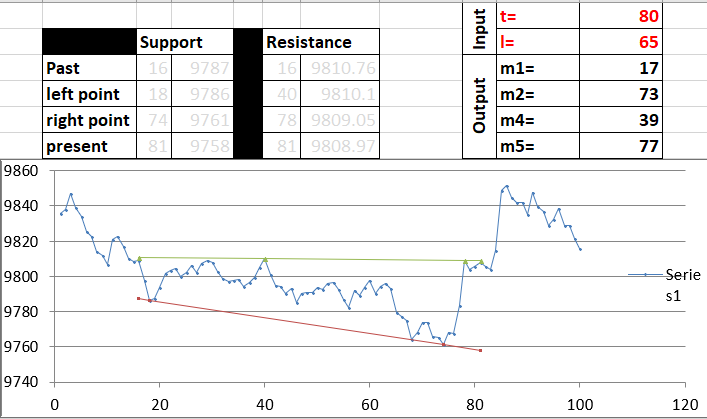 t= 80
Input
l= 65
Support Resistance
Past 16 9787 16 9810.76
m1= 17
left point 18 9786 40 9810.1
m2= 73
Output
right point 74 9761 78 9809.05
m4= 39
present 81 9758 81 9808.97
m5= 77
9860
9840
9820
9800
9780
9760
9740
0 20 40 60 80 100 120
Serie
s1